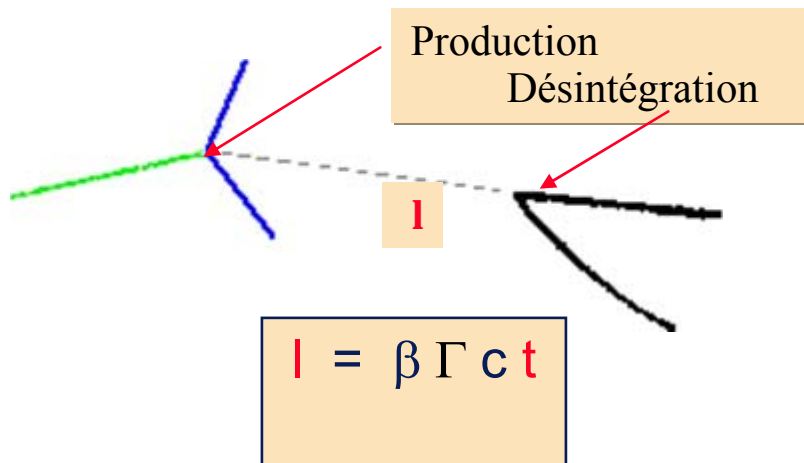 Production
Désintégration
l
l = β Γ c t